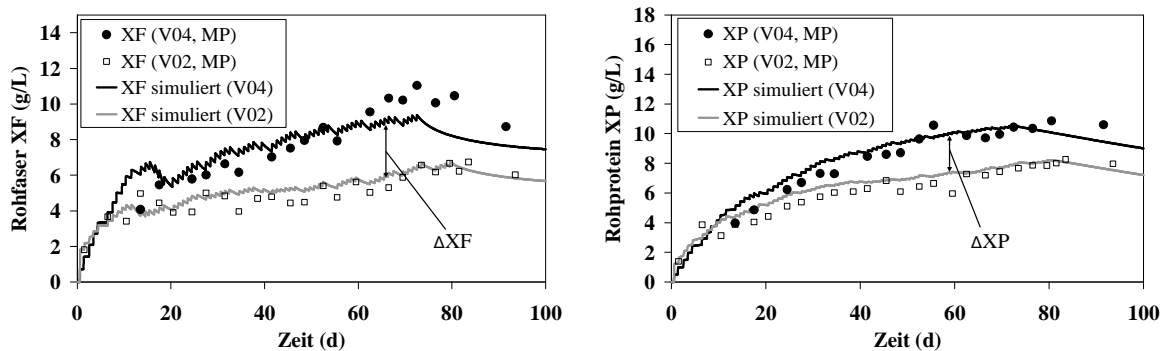 Rohfaser XF (g/L)
14
12
10
8
6
4
2
0
XF (V04, MP)
XF (V02, MP)
XF simuliert (V04)
XF simuliert (V02)
ΔXF
0 20 40 60 80 100
Zeit (d)
Rohprotein XP (g/L)
18
16
14
12
10
8
6
4
2
0
XP (V04, MP)
XP (V02, MP)
XP simuliert (V04)
XP simuliert (V02)
ΔXP
0 20 40 60 80 100
Zeit (d)